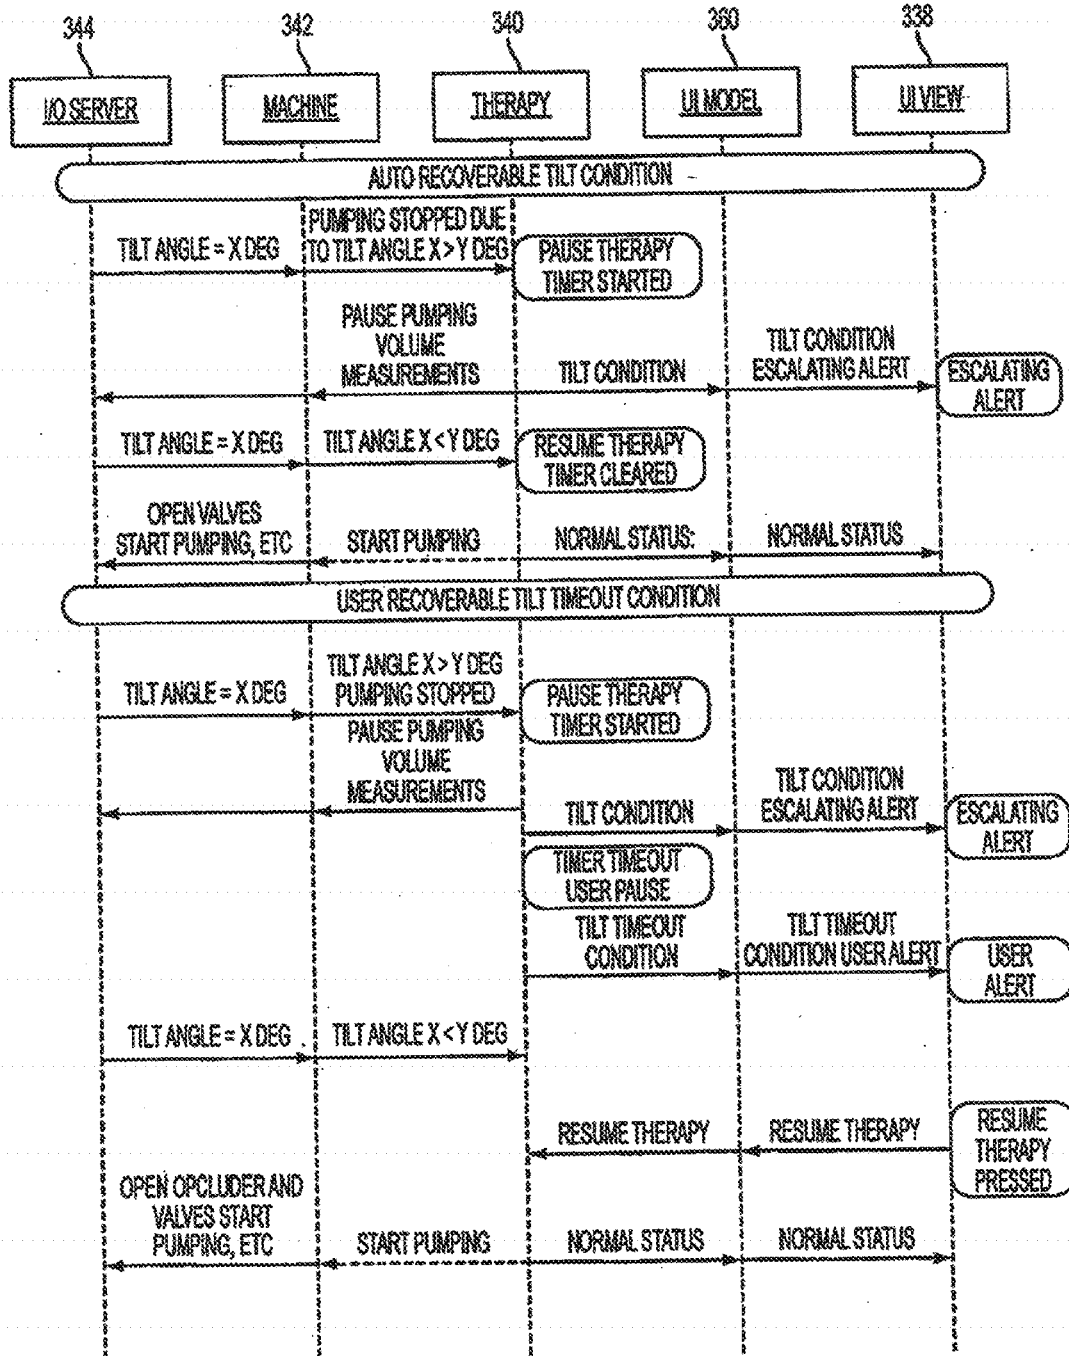 344
342
340
360
338
I/O SERVER
MACHINE
THERAPY
UI MODEL
UI VIEW
AUTO RECOVERABLE TILT CONDITION
TILT ANGLE = X DEG
PUMPING STOPPED DUE
TO TILT ANGLE X > Y DEG
PAUSE THERAPY
TIMER STARTED
PAUSE PUMPING
VOLUME
MEASUREMENTS
TILT CONDITION
TILT CONDITION
ESCALATING ALERT
ESCALATING
ALERT
TILT ANGLE = X DEG
TILT ANGLE X < Y DEG
RESUME THERAPY
TIMER CLEARED
OPEN VALVES
START PUMPING, ETC
START PUMPING
NORMAL STATUS:
NORMAL STATUS
USER RECOVERABLE TILT TIMEOUT CONDITION
TILT ANGLE = X DEG
TILT ANGLE X > Y DEG
PUMPING STOPPED
PAUSE THERAPY
TIMER STARTED
PAUSE PUMPING
VOLUME
MEASUREMENTS
TILT CONDITION
TILT CONDITION
ESCALATING ALERT
ESCALATING
ALERT
TIMER TIMEOUT
USER PAUSE
TILT TIMEOUT
CONDITION
TILT TIMEOUT
CONDITION USER ALERT
USER
ALERT
TILT ANGLE = X DEG
TILT ANGLE X < Y DEG
RESUME THERAPY
RESUME THERAPY
RESUME
THERAPY
PRESSED
OPEN OPCLUDER AND
VALVES START
PUMPING, ETC
START PUMPING
NORMAL STATUS
NORMAL STATUS